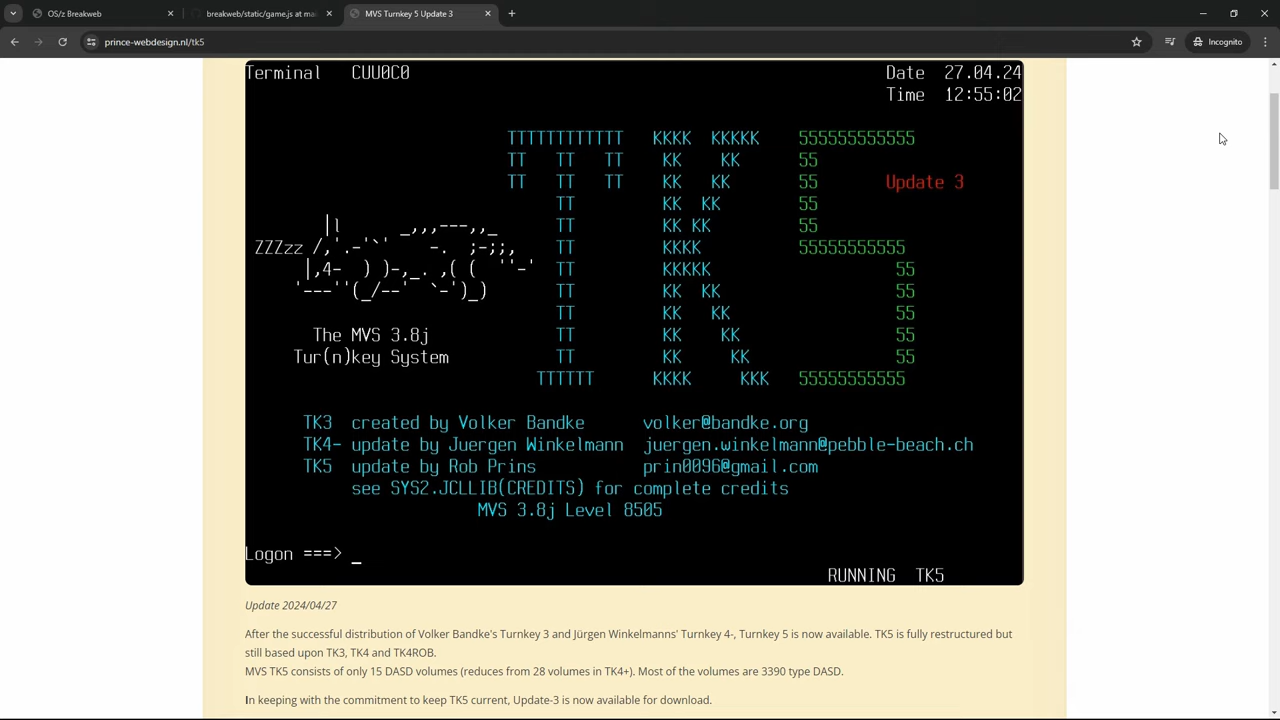 OS/z Breakweb
breakweb/static/game.js at ma
MVS Turnkey 5 Update 3
prince-webdesign.nl/tk5
Incognito
Terminal CUU0C0
Date 27.04.24
Time 12:55:02
TTTTTTTTTTTT KKKK KKKKK 555555555555
TT TT TT KK KK 55
TT TT TT KK KK 55 Update 3
TT KK KK 55
|l _,,,---,,_ TT KK KK 55
ZZZzz /,'.-'`' -. ;-;;, TT KKKK 55555555555
|,4- ) )-,_. ,( ( ''-' TT KKKKK 55
'---''(_/--' `-')_) TT KK KK 55
TT KK KK 55
The MVS 3.8j TT KK KK 55
Tur(n)key System TT KK KK 55
TTTTTT KKKK KKK 55555555555
TK3 created by Volker Bandke volker@bandke.org
TK4- update by Juergen Winkelmann juergen.winkelmann@pebble-beach.ch
TK5 update by Rob Prins prin0096@gmail.com
see SYS2.JCLLIB(CREDITS) for complete credits
MVS 3.8j Level 8505
Logon ===> _
RUNNING TK5
Update 2024/04/27
After the successful distribution of Volker Bandke's Turnkey 3 and Jürgen Winkelmanns' Turnkey 4-, Turnkey 5 is now available. TK5 is fully restructured but
still based upon TK3, TK4 and TK4ROB.
MVS TK5 consists of only 15 DASD volumes (reduces from 28 volumes in TK4+). Most of the volumes are 3390 type DASD.
In keeping with the commitment to keep TK5 current, Update-3 is now available for download.